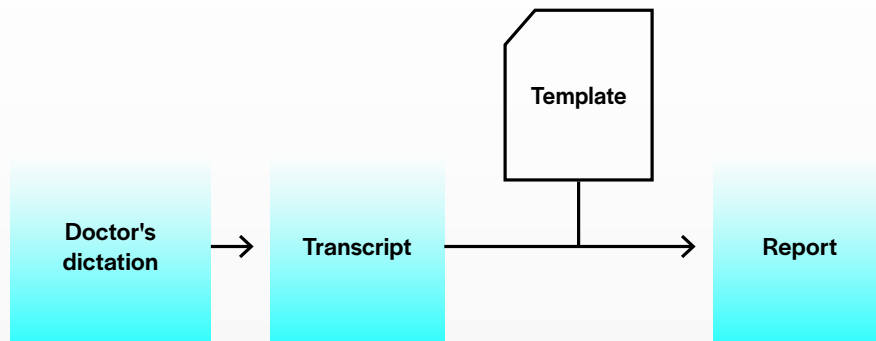 Template
Doctor's
dictation
Transcript
Report